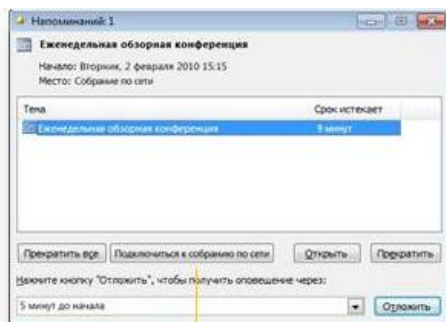 Напоминаний: 1
Еженедельная обзорная конференция
Начало: Вторник, 2 февраля 2010 15:15
Место: Собрание по сети
Тема Срок истекает
Еженедельная обзорная конференция 9 минут
Прекратить все Подключиться к собранию по сети Открыть Прекратить
Нажмите кнопку "Отложить", чтобы получить оповещение через:
5 минут до начала Отложить